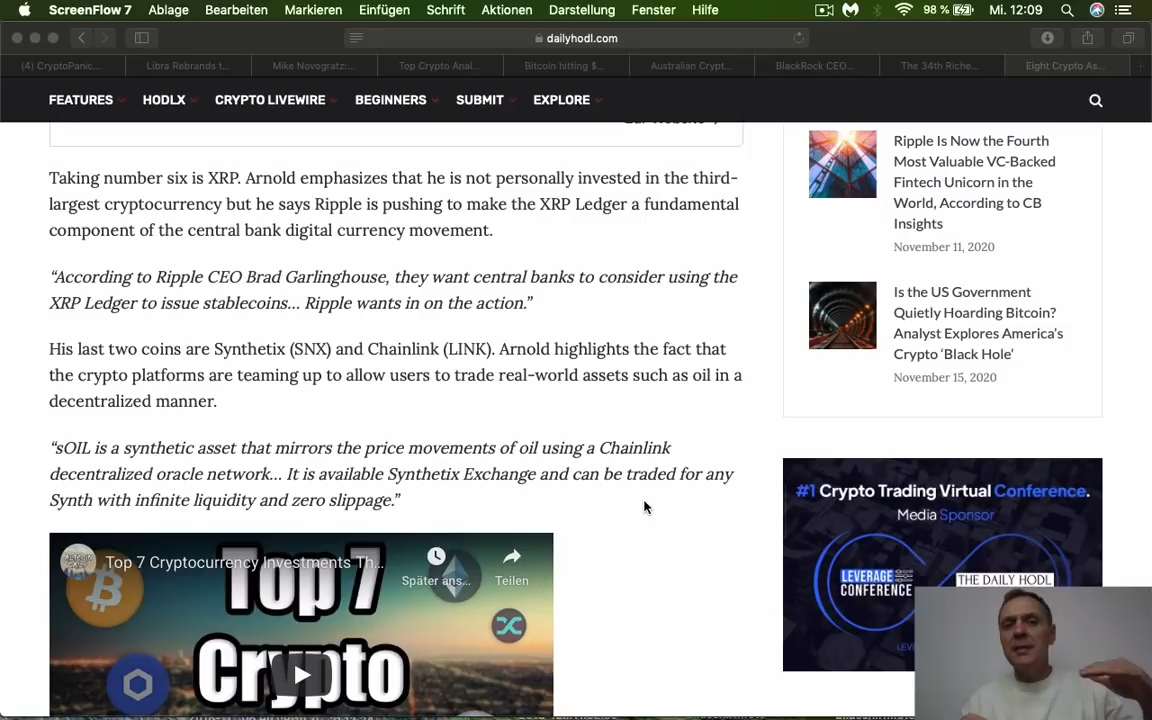 ScreenFlow 7 Ablage Bearbeiten Markieren Einfügen Schrift Aktionen Darstellung Fenster Hilfe 98 % Mi. 12:09
dailyhodl.com
(4) CryptoPanic... Libra Rebrands t... Mike Novogratz:... Top Crypto Anal... Bitcoin hitting $... Australian Crypt... BlackRock CEO... The 34th Riche... Eight Crypto As...
FEATURES HODLX CRYPTO LIVEWIRE BEGINNERS SUBMIT EXPLORE
Taking number six is XRP. Arnold emphasizes that he is not personally invested in the third-
largest cryptocurrency but he says Ripple is pushing to make the XRP Ledger a fundamental
component of the central bank digital currency movement.
“According to Ripple CEO Brad Garlinghouse, they want central banks to consider using the
XRP Ledger to issue stablecoins… Ripple wants in on the action.”
His last two coins are Synthetix (SNX) and Chainlink (LINK). Arnold highlights the fact that
the crypto platforms are teaming up to allow users to trade real-world assets such as oil in a
decentralized manner.
“sOIL is a synthetic asset that mirrors the price movements of oil using a Chainlink
decentralized oracle network… It is available Synthetix Exchange and can be traded for any
Synth with infinite liquidity and zero slippage.”
Top 7 Cryptocurrency Investments Th...
Später ans...
Teilen
Top 7
Crypto
Ripple Is Now the Fourth
Most Valuable VC-Backed
Fintech Unicorn in the
World, According to CB
Insights
November 11, 2020
Is the US Government
Quietly Hoarding Bitcoin?
Analyst Explores America’s
Crypto ‘Black Hole’
November 15, 2020
#1 Crypto Trading Virtual Conference.
Media Sponsor
LEVERAGE
CONFERENCE
THE DAILY HODL